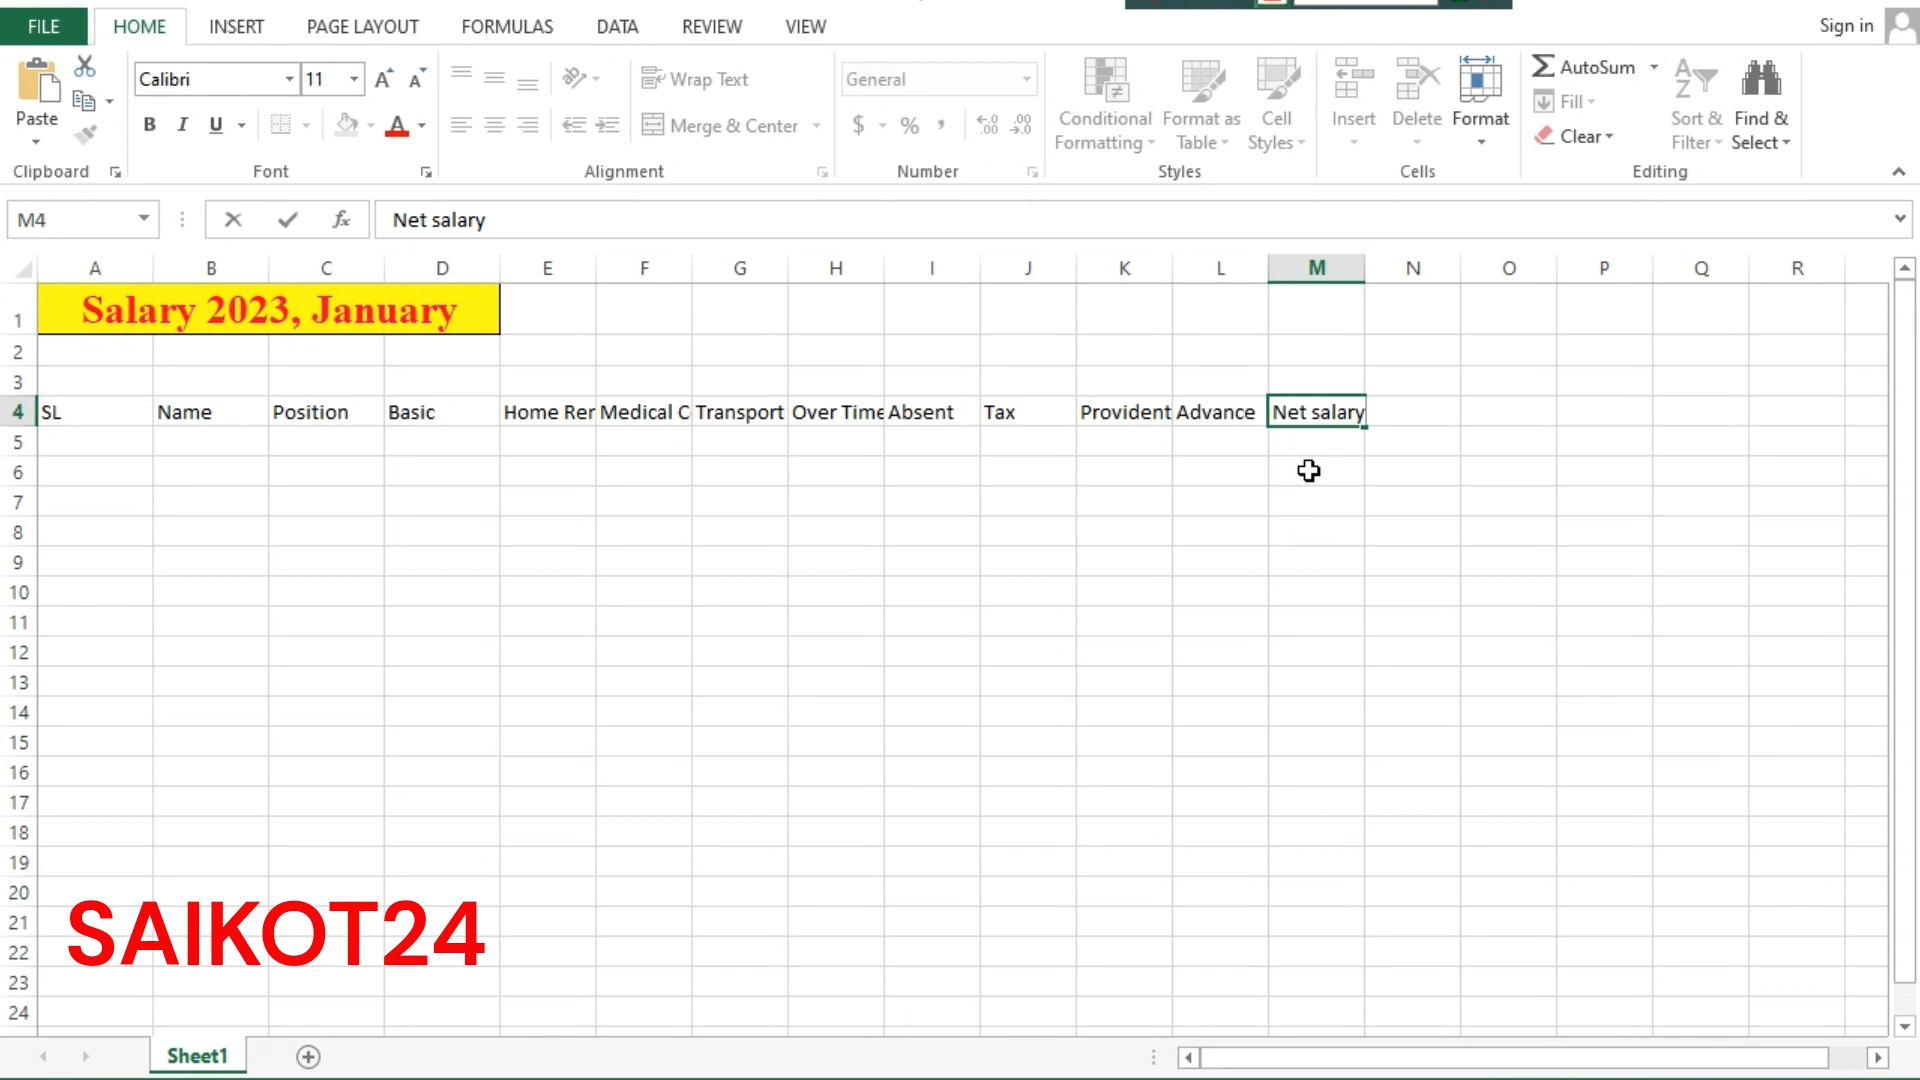 FILE HOME INSERT PAGE LAYOUT FORMULAS DATA REVIEW VIEW Sign in
Paste Calibri 11 A A Wrap Text General Conditional Formatting Format as Table Cell Styles Insert Delete Format AutoSum Sort & Filter Find & Select
B I U A Merge & Center $ % , Fill
Clear
Clipboard Font Alignment Number Styles Cells Editing
M4 fx Net salary
A B C D E F G H I J K L M N O P Q R
1 Salary 2023, January
2
3
4 SL Name Position Basic Home Rer Medical C Transport Over Time Absent Tax Provident Advance Net salary
5
6
7
8
9
10
11
12
13
14
15
16
17
18
19
20
21
22
23
24
SAIKOT24
Sheet1